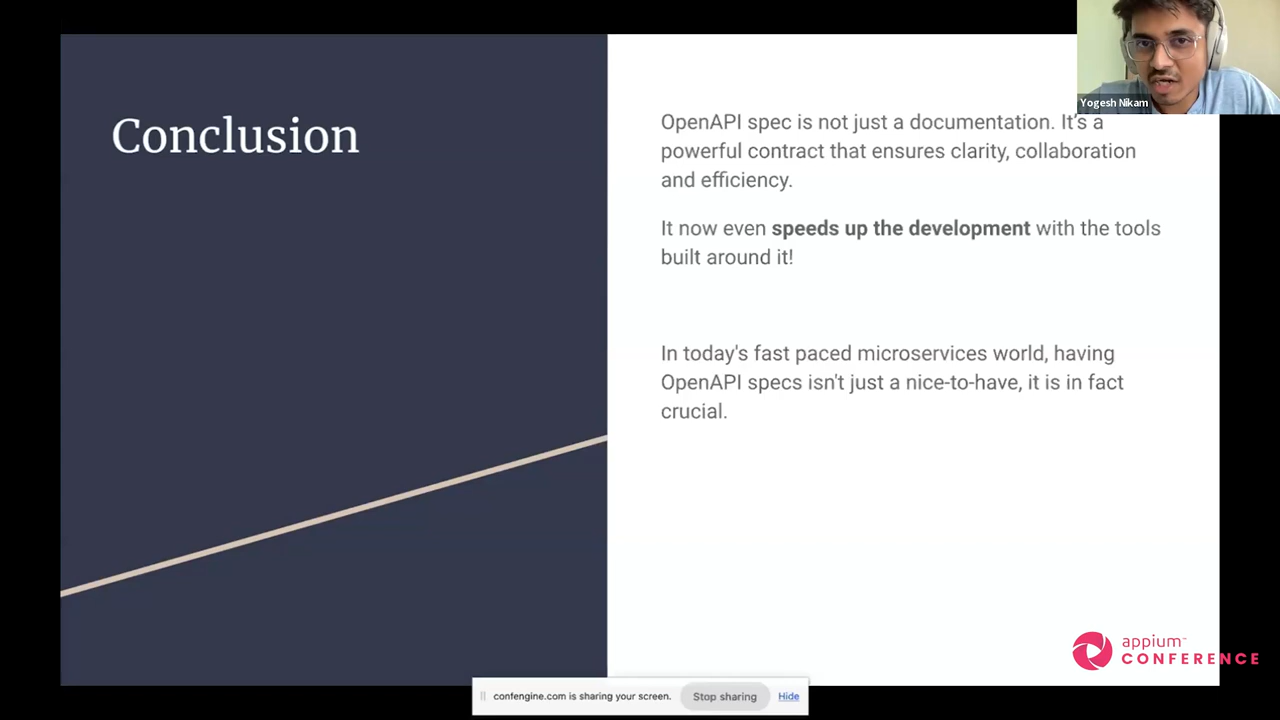 Yogesh Nikam
Conclusion
OpenAPI spec is not just a documentation. It's a
powerful contract that ensures clarity, collaboration
and efficiency.
It now even speeds up the development with the tools
built around it!
In today's fast paced microservices world, having
OpenAPI specs isn't just a nice-to-have, it is in fact
crucial.
appium™
CONFERENCE
confengine.com is sharing your screen.
Stop sharing
Hide